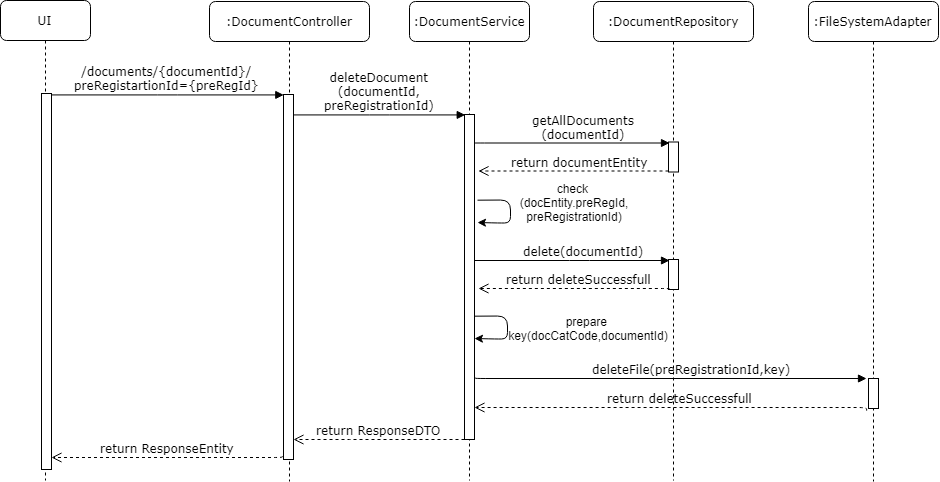 UI
:DocumentController
:DocumentService
:DocumentRepository
:FileSystemAdapter
/documents/{documentId}/
preRegistartionId={preRegId}
deleteDocument
(documentId,
preRegistrationId)
getAllDocuments
(documentId)
return documentEntity
check
(docEntity.preRegId,
preRegistrationId)
delete(documentId)
return deleteSuccessfull
prepare
key(docCatCode,documentId)
deleteFile(preRegistrationId,key)
return deleteSuccessfull
return ResponseDTO
return ResponseEntity